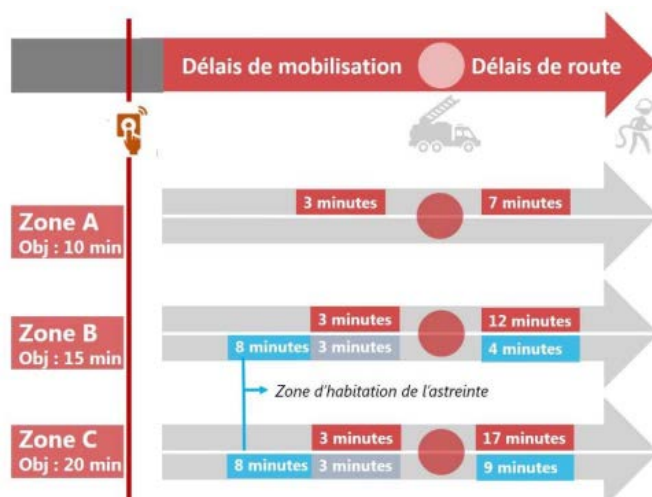 Délais de mobilisation Délais de route
3 minutes 7 minutes
Zone A
Obj : 10 min
3 minutes 12 minutes
Zone B
Obj : 15 min
8 minutes 3 minutes 4 minutes
Zone d'habitation de l'astreinte
3 minutes 17 minutes
Zone C
Obj : 20 min
8 minutes 3 minutes 9 minutes